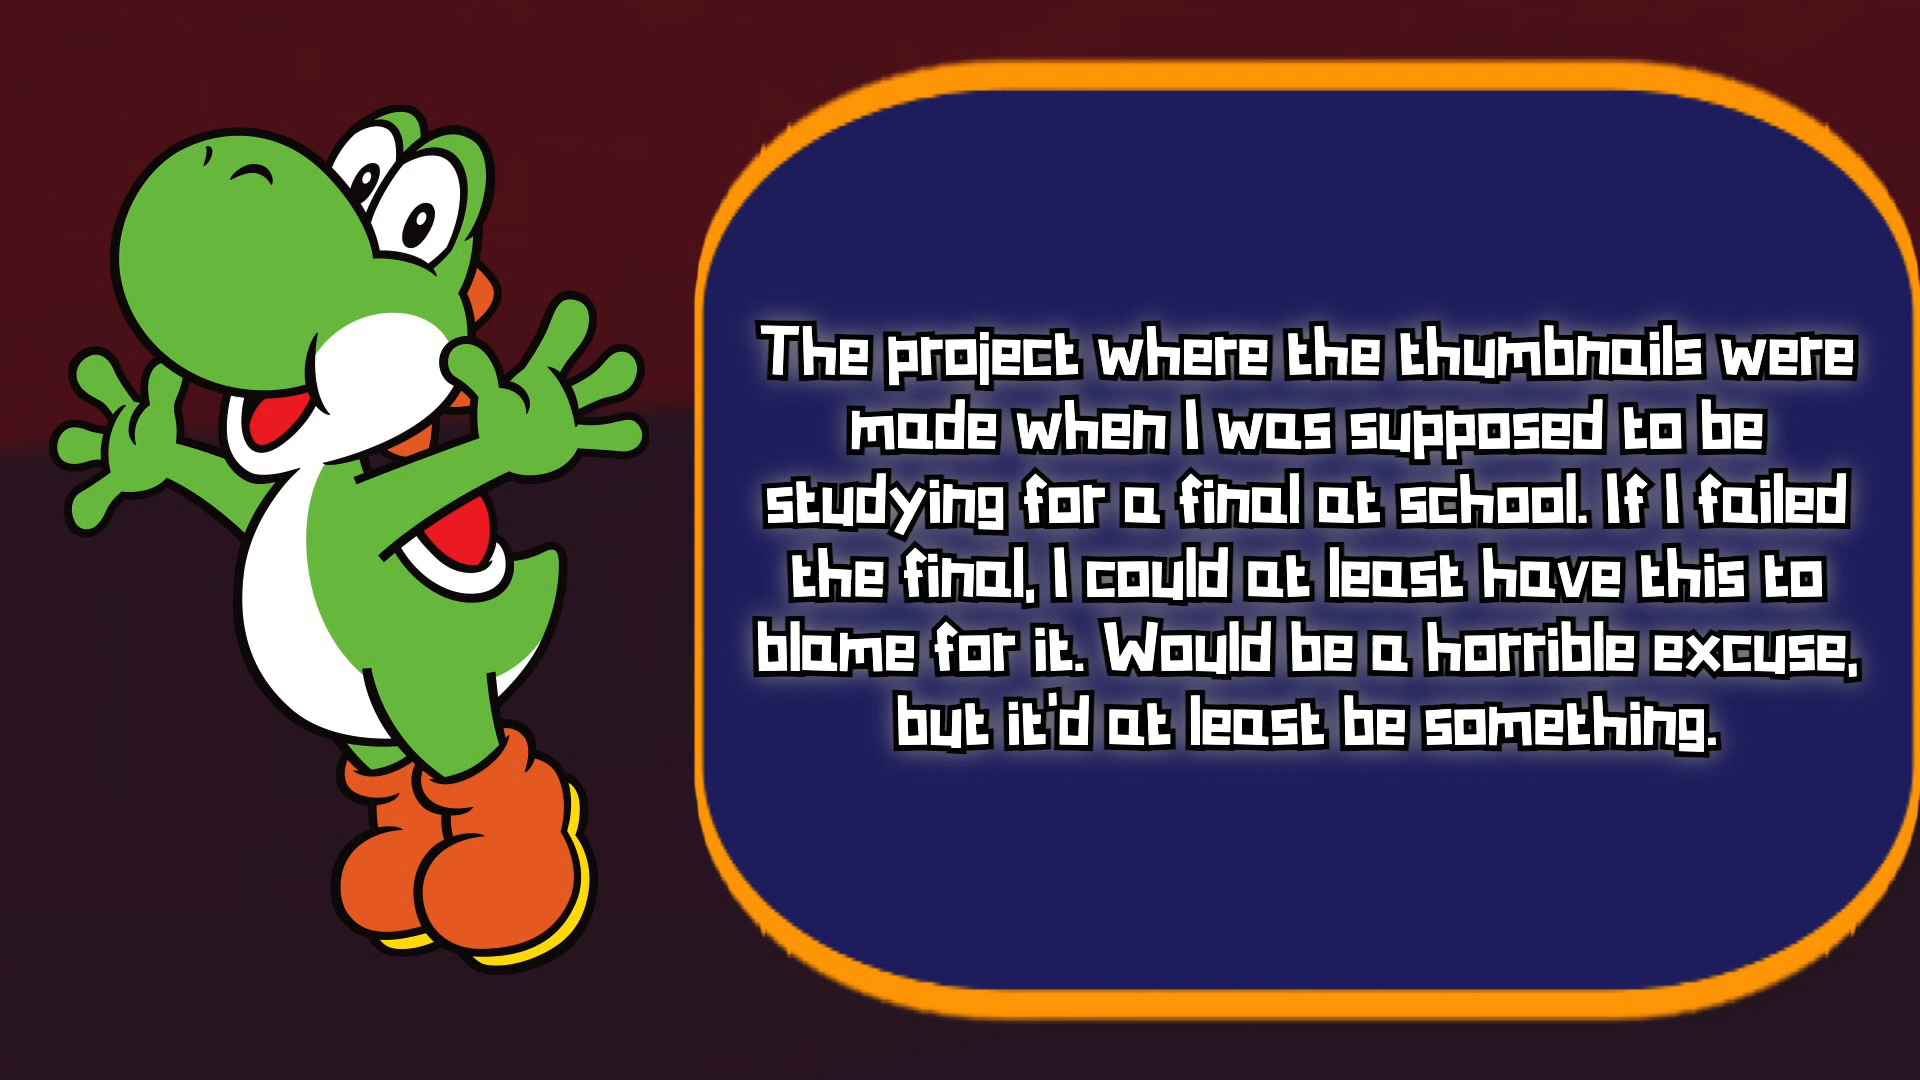 The project where the thumbnails were
made when I was supposed to be
studying for a final at school. If I failed
the final, I could at least have this to
blame for it. Would be a horrible excuse,
but it'd at least be something.